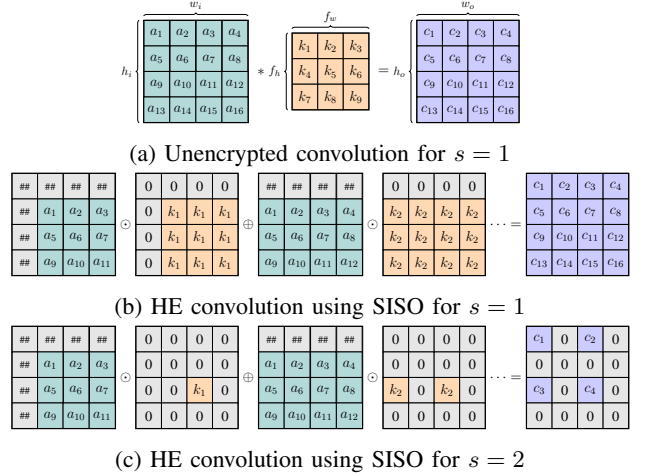 w_i f_w w_o
a_1 a_2 a_3 a_4 k_1 k_2 k_3 c_1 c_2 c_3 c_4
h_i a_5 a_6 a_7 a_8 * f_h k_4 k_5 k_6 = h_o c_5 c_6 c_7 c_8
a_9 a_10 a_11 a_12 k_7 k_8 k_9 c_9 c_10 c_11 c_12
a_13 a_14 a_15 a_16 c_13 c_14 c_15 c_16
(a) Unencrypted convolution for s = 1
## ## ## ## 0 0 0 0 ## ## ## ## 0 0 0 0 c_1 c_2 c_3 c_4
## a_1 a_2 a_3 ⊙ 0 k_1 k_1 k_1 ⊕ a_1 a_2 a_3 a_4 ⊙ k_2 k_2 k_2 k_2 ⋯ = c_5 c_6 c_7 c_8
## a_5 a_6 a_7 0 k_1 k_1 k_1 a_5 a_6 a_7 a_8 k_2 k_2 k_2 k_2 c_9 c_10 c_11 c_12
## a_9 a_10 a_11 0 k_1 k_1 k_1 a_9 a_10 a_11 a_12 k_2 k_2 k_2 k_2 c_13 c_14 c_15 c_16
(b) HE convolution using SISO for s = 1
## ## ## ## 0 0 0 0 ## ## ## ## 0 0 0 0 c_1 0 c_2 0
## a_1 a_2 a_3 ⊙ 0 0 0 0 ⊕ a_1 a_2 a_3 a_4 ⊙ 0 0 0 0 ⋯ = 0 0 0 0
## a_5 a_6 a_7 0 0 k_1 0 a_5 a_6 a_7 a_8 k_2 0 k_2 0 c_3 0 c_4 0
## a_9 a_10 a_11 0 0 0 0 a_9 a_10 a_11 a_12 0 0 0 0 0 0 0 0
(c) HE convolution using SISO for s = 2